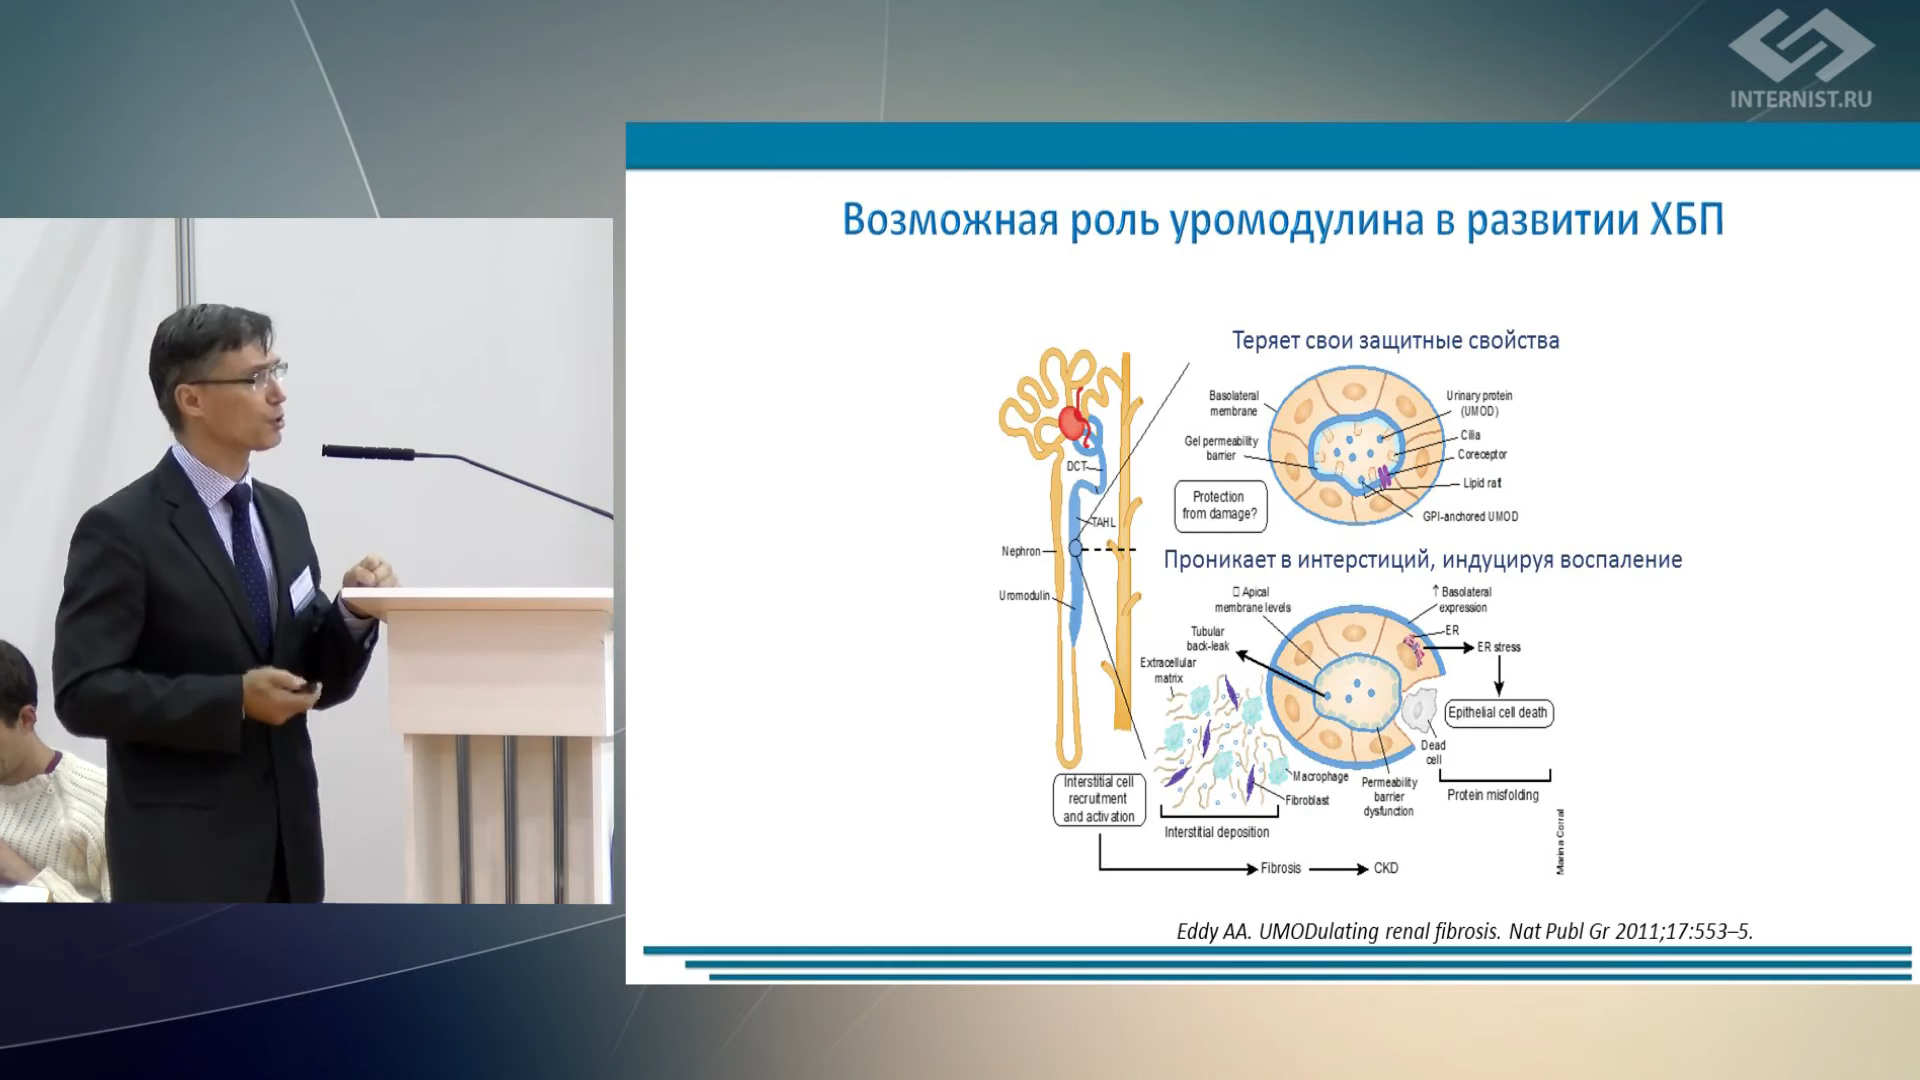 INTERNIST.RU
Возможная роль уромодулина в развитии ХБП
Теряет свои защитные свойства
Basolateral
membrane
Gel permeability
barrier
Protection
from damage?
Urinary protein
(UMOD)
Cilia
Coreceptor
Lipid raft
GPI-anchored UMOD
DCT
TAHL
Nephron
Uromodulin
Проникает в интерстиций, индуцируя воспаление
Apical
membrane levels
↑ Basolateral
expression
Tubular
back-leak
ER
ER stress
Extracellular
matrix
Epithelial cell death
Dead
cell
Macrophage
Fibroblast
Permeability
barrier
dysfunction
Protein misfolding
Interstitial cell
recruitment
and activation
Interstitial deposition
Fibrosis
CKD
Marina Corral
Eddy AA. UMODulating renal fibrosis. Nat Publ Gr 2011;17:553–5.